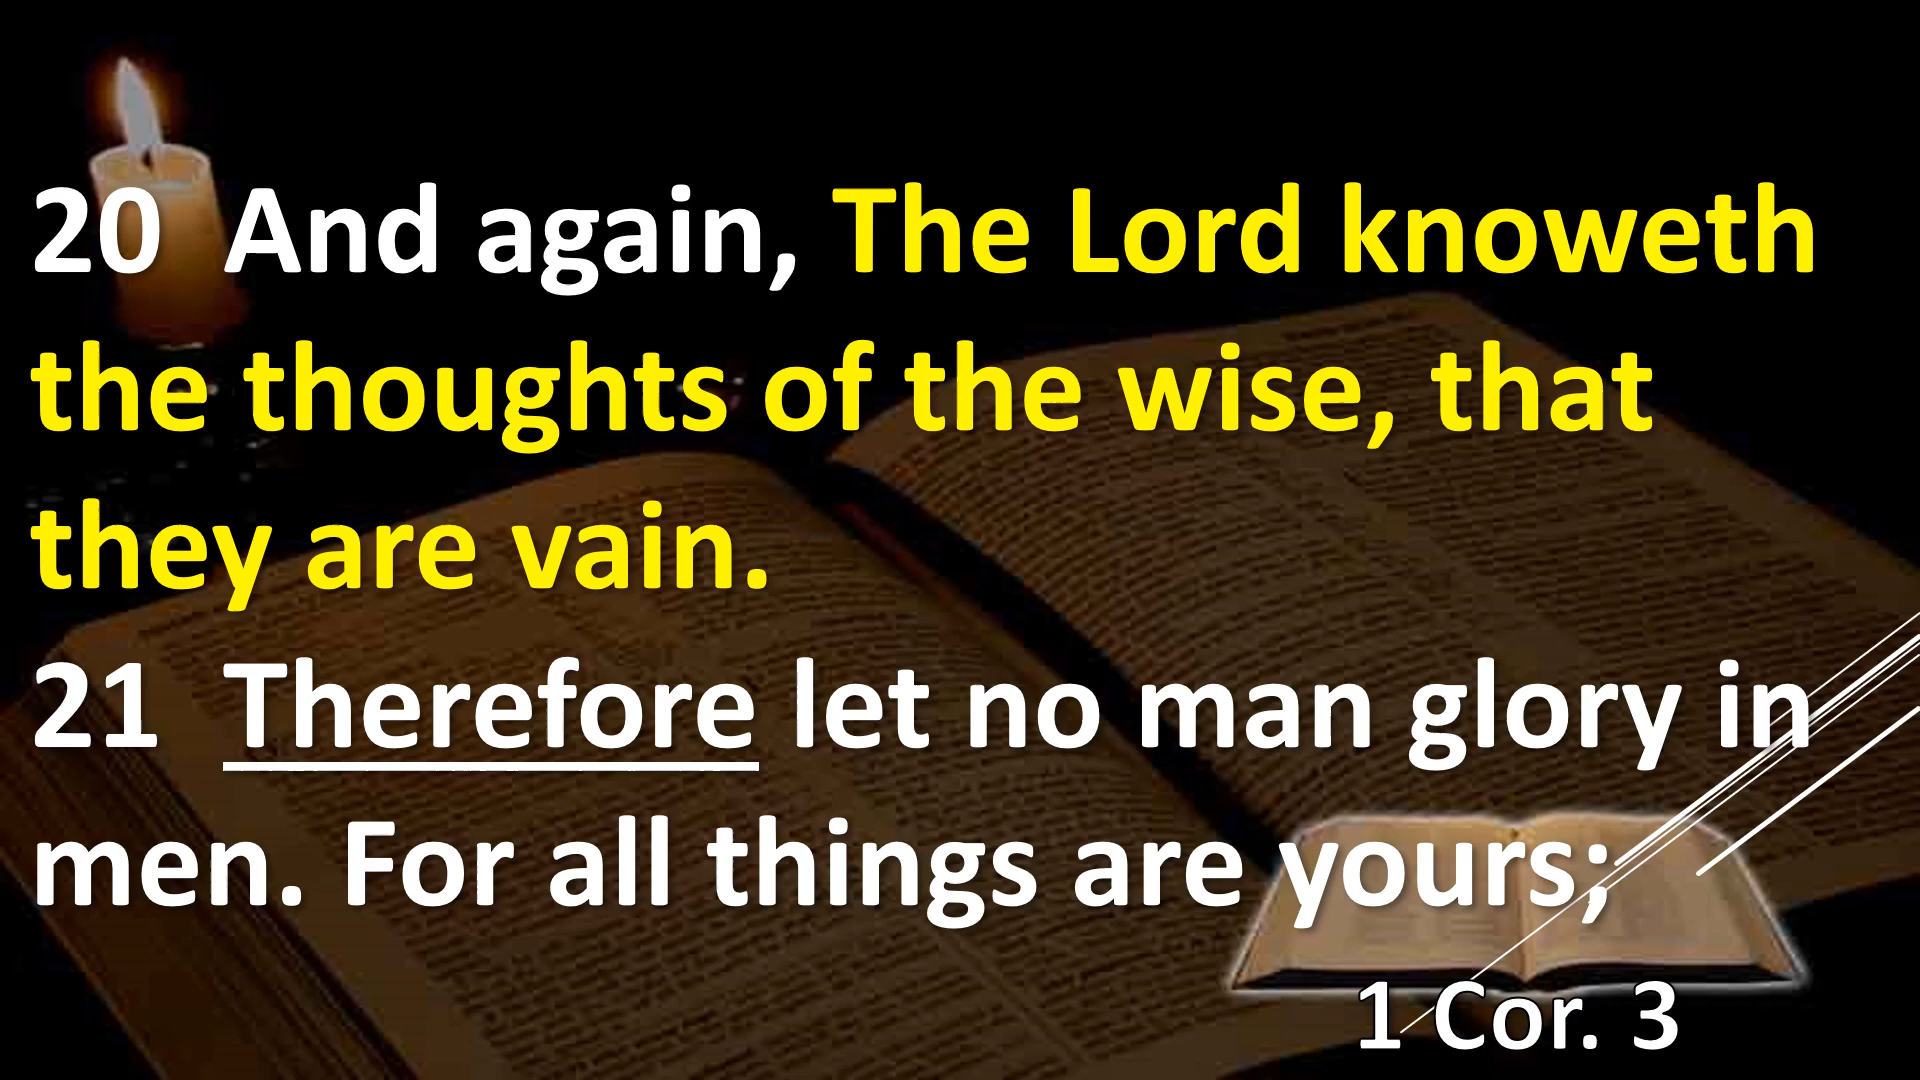 20  And again, The Lord knoweth
the thoughts of the wise, that
they are vain.
21  Therefore let no man glory in
men. For all things are yours;
1 Cor. 3